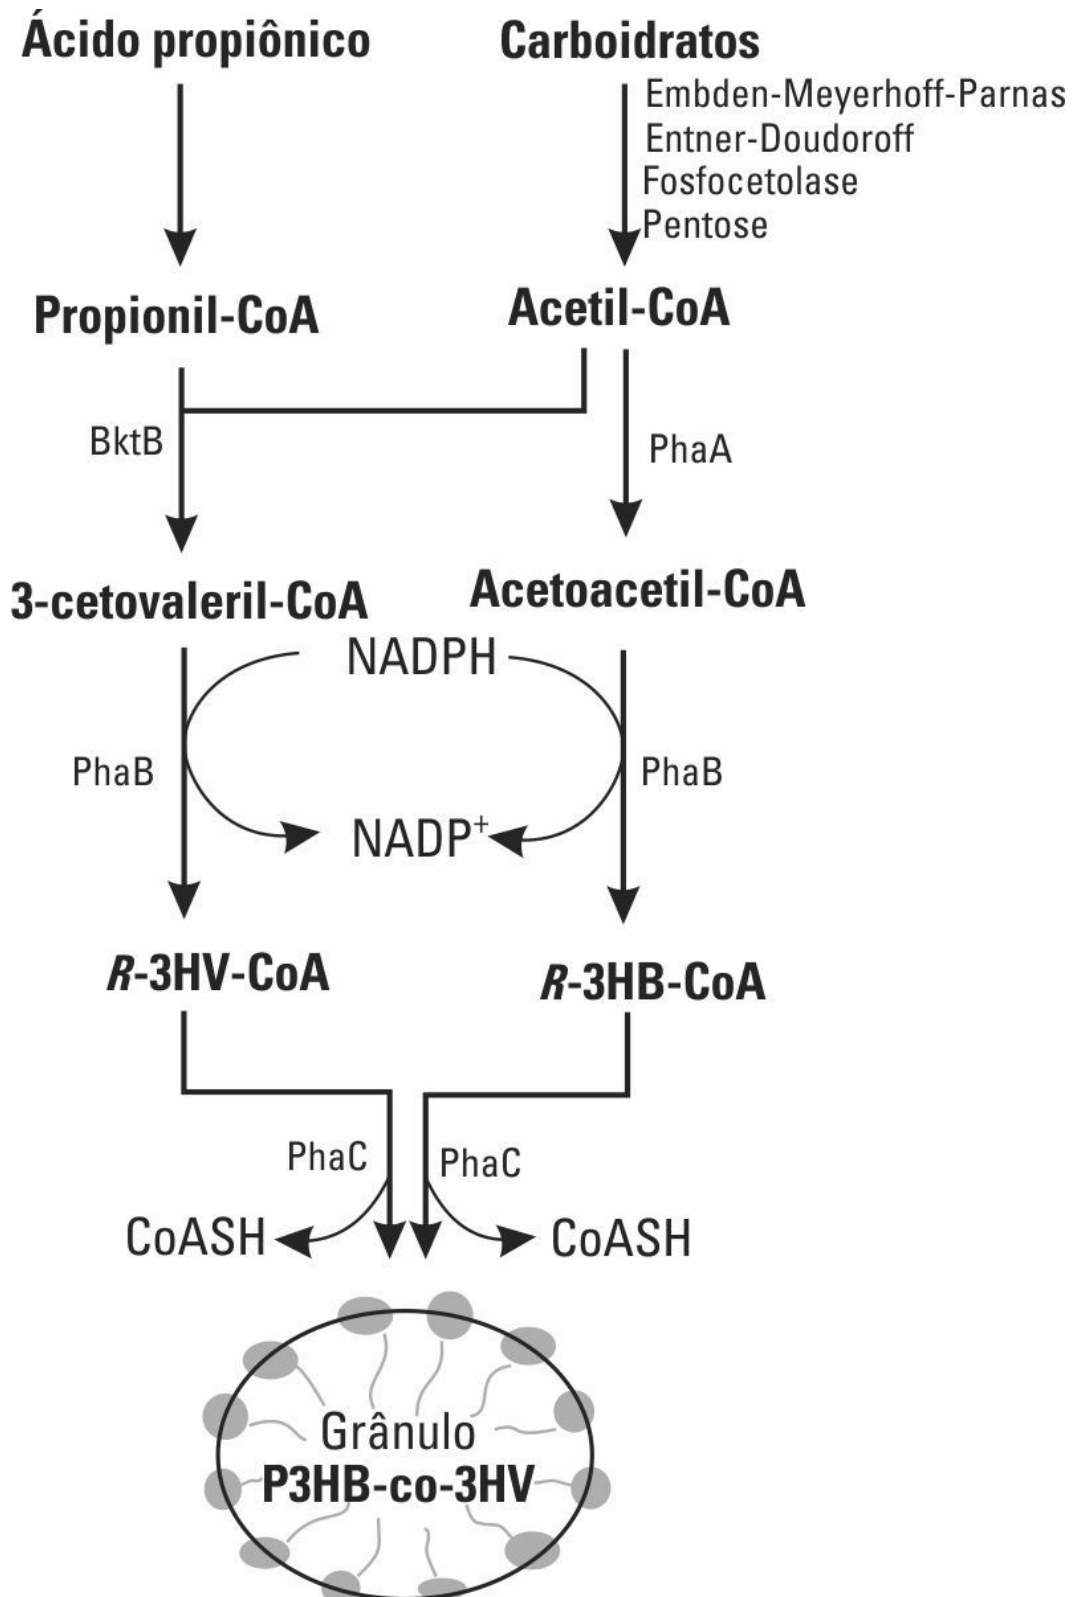 Ácido propiônico
Carboidratos
Embden-Meyerhoff-Parnas
Entner-Doudoroff
Fosfocetolase
Pentose
Propionil-CoA
Acetil-CoA
BktB
PhaA
3-cetovaleril-CoA
Acetoacetil-CoA
NADPH
PhaB
PhaB
NADP⁺
R-3HV-CoA
R-3HB-CoA
PhaC
PhaC
CoASH
CoASH
Grânulo
P3HB-co-3HV